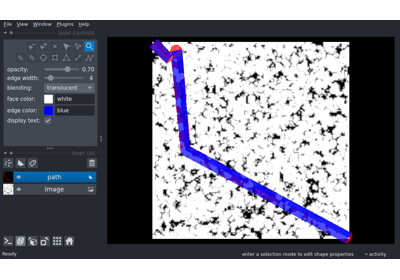 File View Window Plugins Help
layer controls
opacity: 0.70
edge width: 4
blending: translucent
face color: white
edge color: blue
display text:
layer list
path
Image
Ready
enter a selection mode to edit shape properties
activity